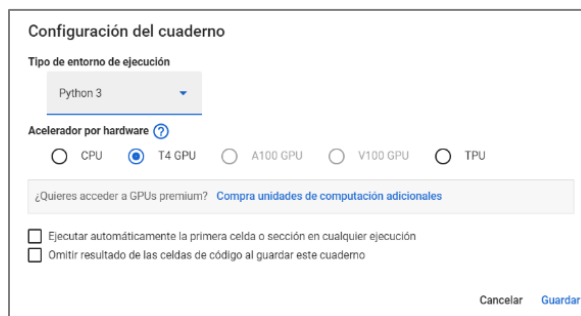 Configuración del cuaderno
Tipo de entorno de ejecución
Python 3
Acelerador por hardware ?
CPU T4 GPU A100 GPU V100 GPU TPU
¿Quieres acceder a GPUs premium? Compra unidades de computación adicionales
Ejecutar automáticamente la primera celda o sección en cualquier ejecución
Omitir resultado de las celdas de código al guardar este cuaderno
Cancelar Guardar